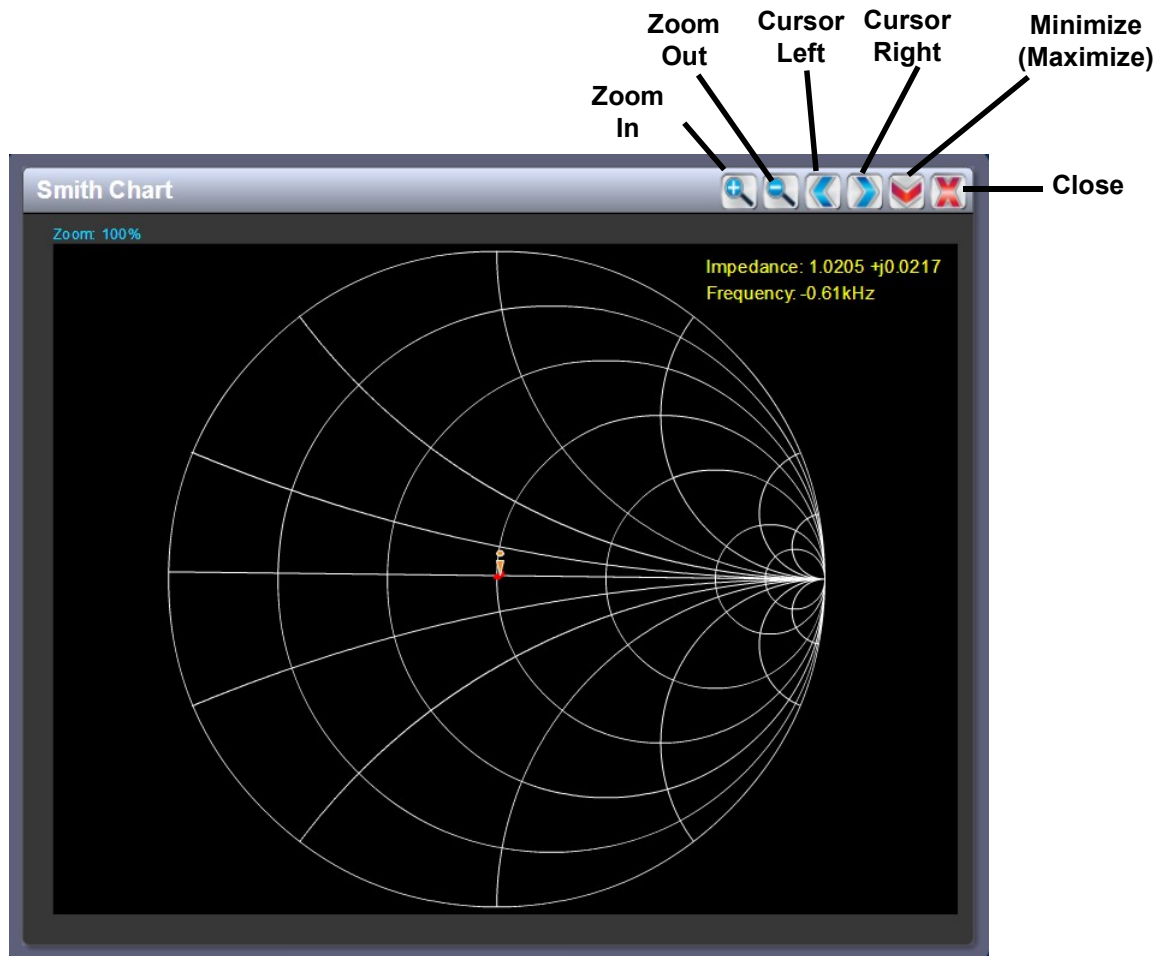 Zoom
Out
Cursor
Left
Cursor
Right
Minimize
(Maximize)
Zoom
In
Close
Smith Chart
Zoom: 100%
Impedance: 1.0205 +j0.0217
Frequency: -0.61kHz